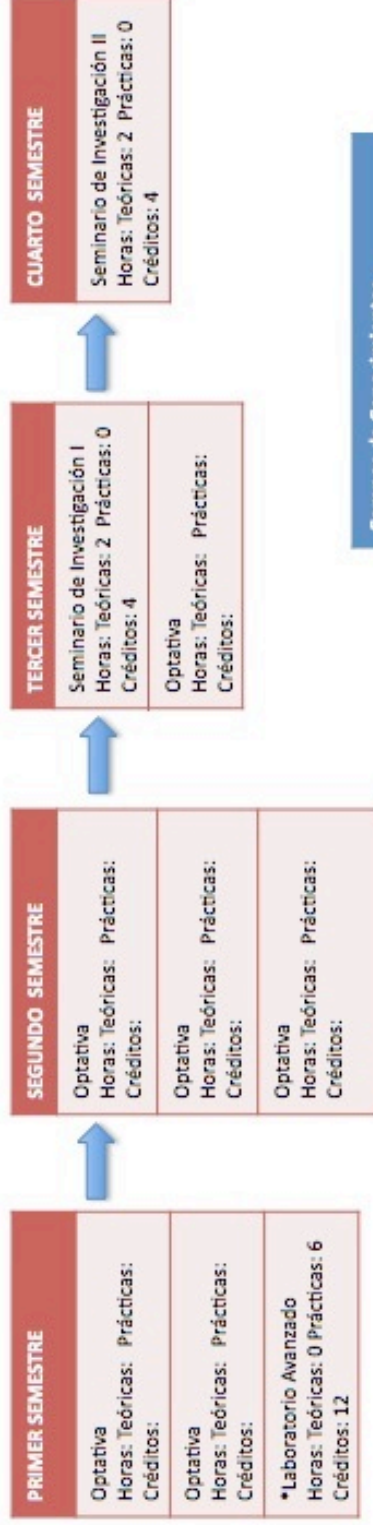 PRIMER SEMESTRE
Optativa
Horas: Teóricas: Prácticas:
Créditos:
Optativa
Horas: Teóricas: Prácticas:
Créditos:
*Laboratorio Avanzado
Horas: Teóricas: 0 Prácticas: 6
Créditos: 12
SEGUNDO SEMESTRE
Optativa
Horas: Teóricas: Prácticas:
Créditos:
Optativa
Horas: Teóricas: Prácticas:
Créditos:
Optativa
Horas: Teóricas: Prácticas:
Créditos:
TERCER SEMESTRE
Seminario de Investigación I
Horas: Teóricas: 2 Prácticas: 0
Créditos: 4
Optativa
Horas: Teóricas: Prácticas:
Créditos:
CUARTO SEMESTRE
Seminario de Investigación II
Horas: Teóricas: 2 Prácticas: 0
Créditos: 4